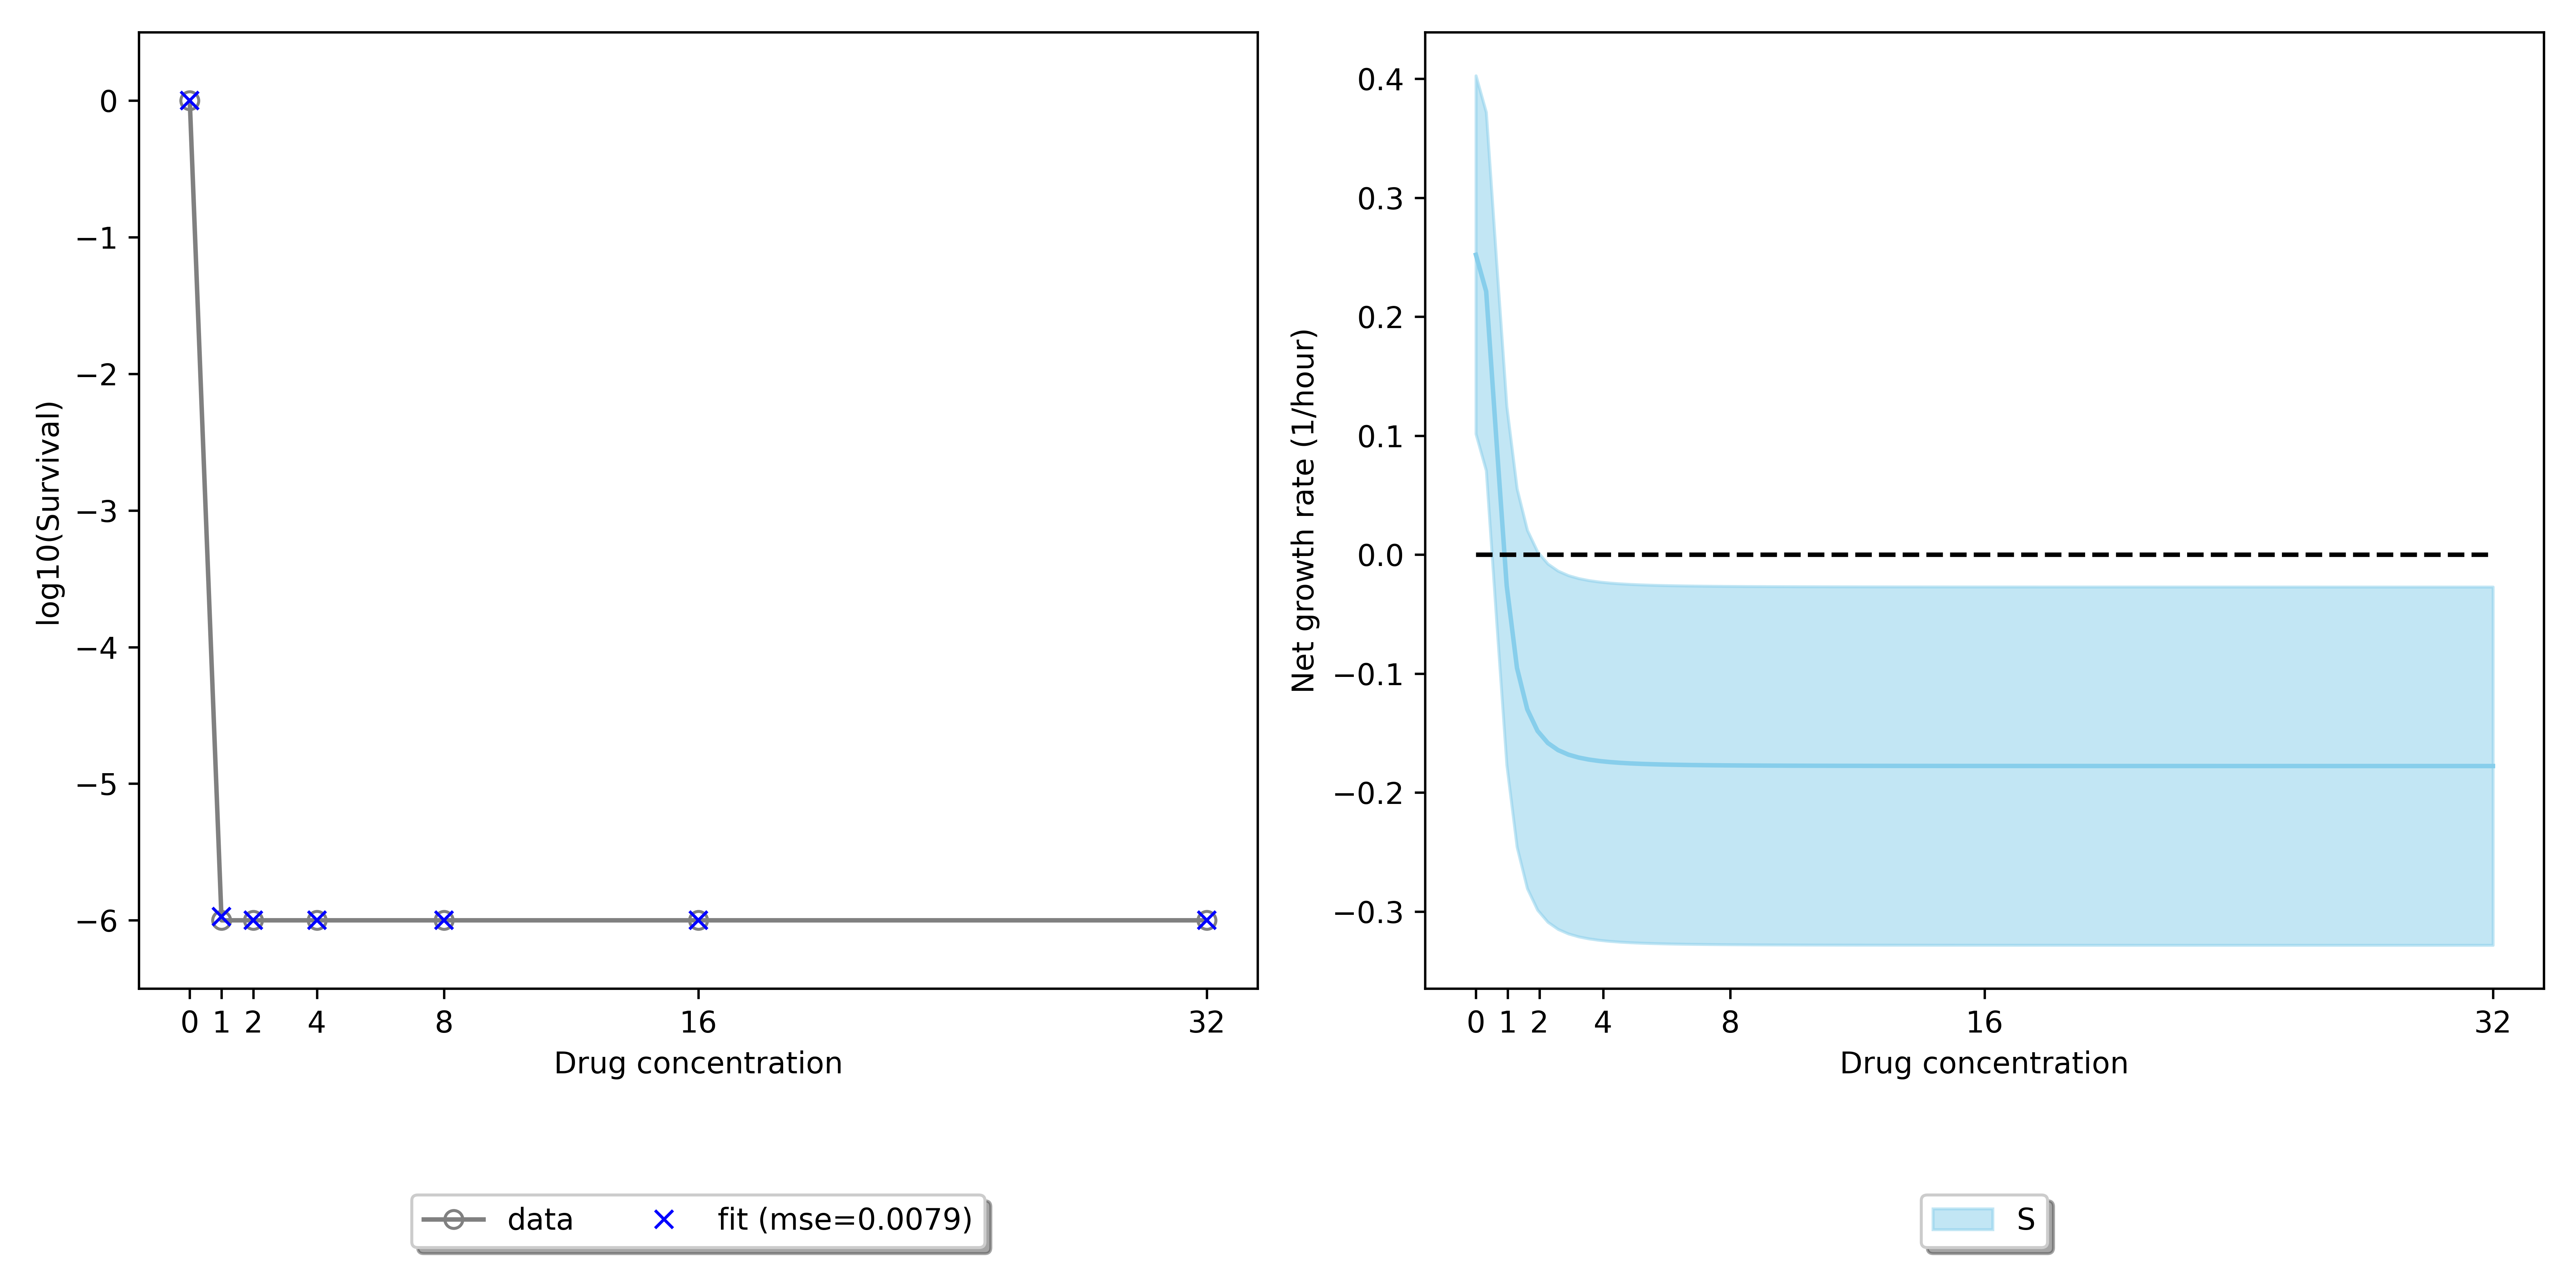 log10(Survival)
0
−1
−2
−3
−4
−5
−6
0 1 2 4 8 16 32
Drug concentration
data fit (mse=0.0079)
Net growth rate (1/hour)
0.4
0.3
0.2
0.1
0.0
−0.1
−0.2
−0.3
0 1 2 4 8 16 32
Drug concentration
S